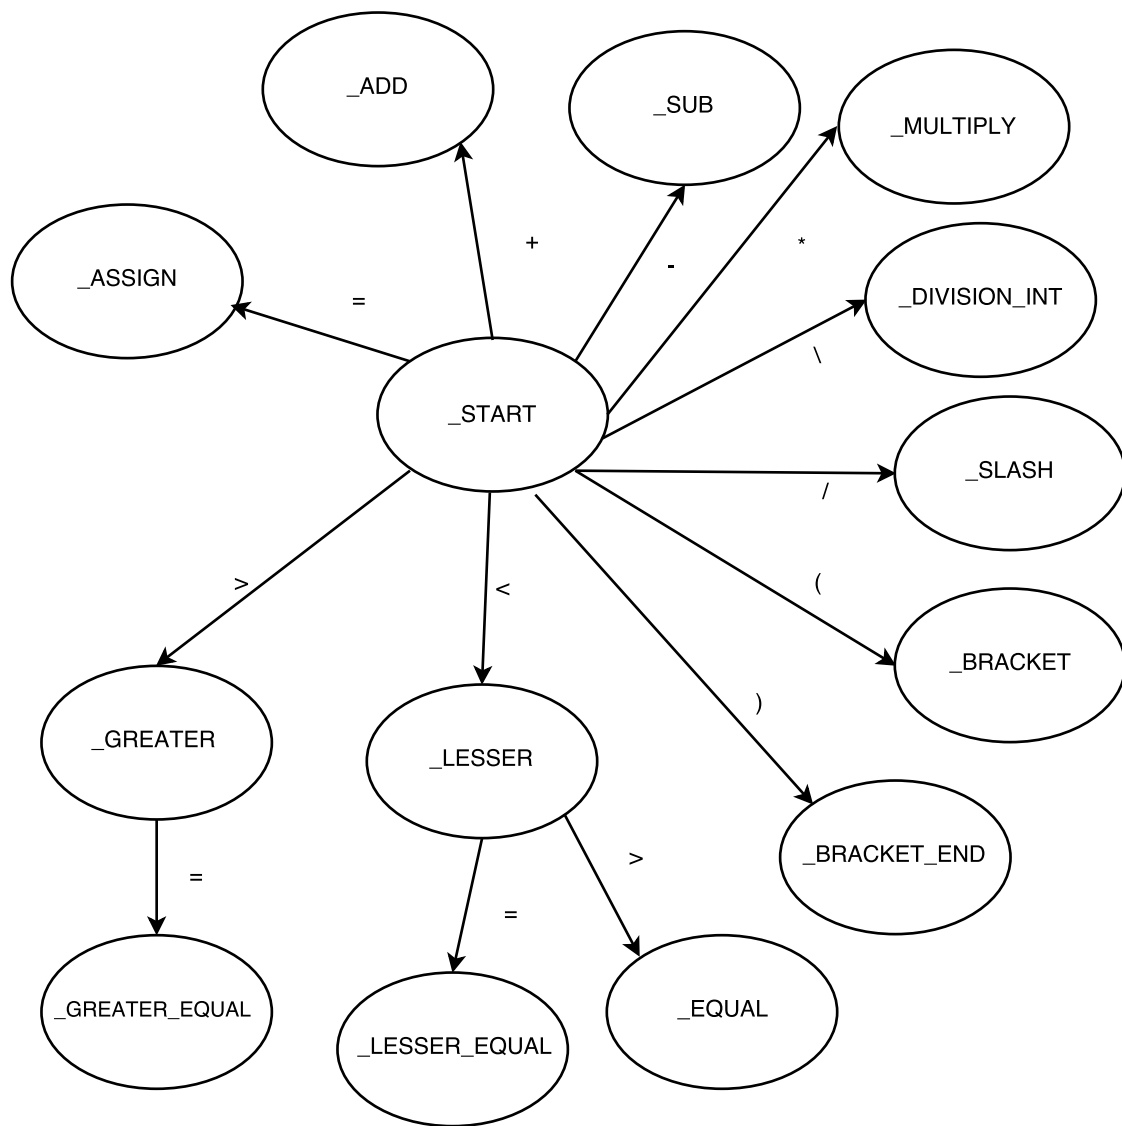 _ADD
_SUB
_MULTIPLY
+
*
-
_ASSIGN
=
_DIVISION_INT
\
_START
_SLASH
/
>
<
(
_BRACKET
)
_GREATER
_LESSER
=
=
>
_BRACKET_END
_GREATER_EQUAL
_LESSER_EQUAL
_EQUAL